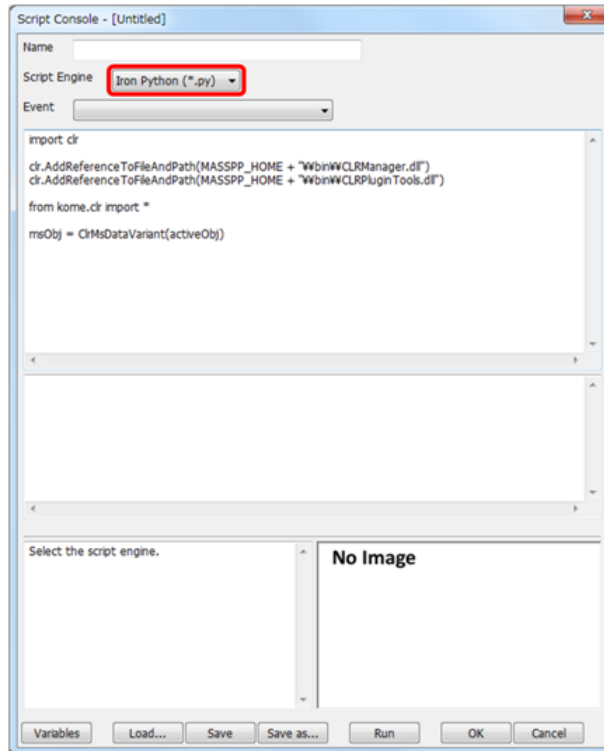 Script Console - [Untitled]
Name
Script Engine
Iron Python (*.py)
Event
import clr
clr.AddReferenceToFileAndPath(MASSPP_HOME + "¥¥bin¥¥CLRManager.dll")
clr.AddReferenceToFileAndPath(MASSPP_HOME + "¥¥bin¥¥CLRPluginTools.dll")
from kome.clr import *
msObj = ClrMsDataVariant(activeObj)
Select the script engine.
No Image
Variables
Load...
Save
Save as...
Run
OK
Cancel